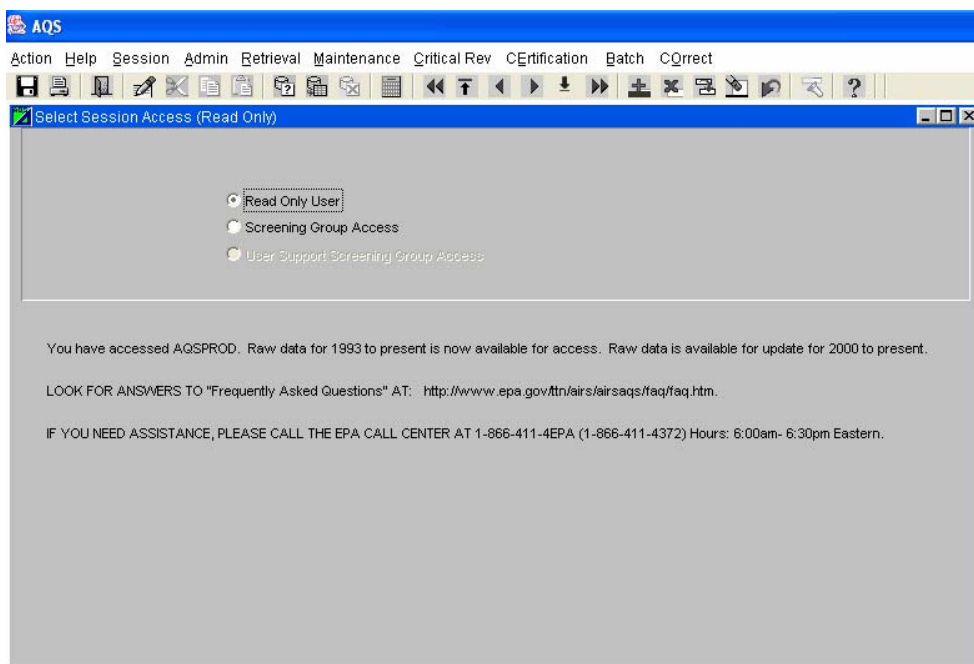 AQS
Action Help Session Admin Retrieval Maintenance Critical Rev CErtification Batch COrrect
Select Session Access (Read Only)
Read Only User
Screening Group Access
User Support Screening Group Access
You have accessed AQSPROD. Raw data for 1993 to present is now available for access. Raw data is available for update for 2000 to present.
LOOK FOR ANSWERS TO "Frequently Asked Questions" AT: http://www.epa.gov/ttn/airs/airsaqs/faq/faq.htm.
IF YOU NEED ASSISTANCE, PLEASE CALL THE EPA CALL CENTER AT 1-866-411-4EPA (1-866-411-4372) Hours: 6:00am- 6:30pm Eastern.